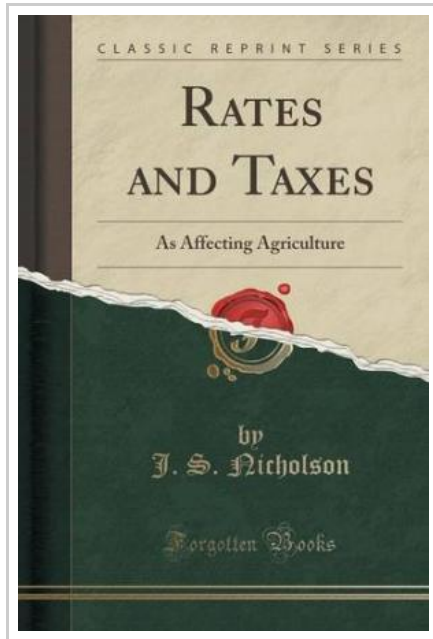 CLASSIC REPRINT SERIES
RATES
AND TAXES
As Affecting Agriculture
by
J. S. Nicholson
Forgotten Books